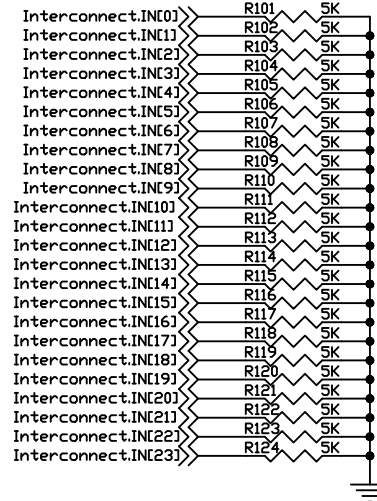 Interconnect.IN[0] R101 5K
Interconnect.IN[1] R102 5K
Interconnect.IN[2] R103 5K
Interconnect.IN[3] R104 5K
Interconnect.IN[4] R105 5K
Interconnect.IN[5] R106 5K
Interconnect.IN[6] R107 5K
Interconnect.IN[7] R108 5K
Interconnect.IN[8] R109 5K
Interconnect.IN[9] R110 5K
Interconnect.IN[10] R111 5K
Interconnect.IN[11] R112 5K
Interconnect.IN[12] R113 5K
Interconnect.IN[13] R114 5K
Interconnect.IN[14] R115 5K
Interconnect.IN[15] R116 5K
Interconnect.IN[16] R117 5K
Interconnect.IN[17] R118 5K
Interconnect.IN[18] R119 5K
Interconnect.IN[19] R120 5K
Interconnect.IN[20] R121 5K
Interconnect.IN[21] R122 5K
Interconnect.IN[22] R123 5K
Interconnect.IN[23] R124 5K